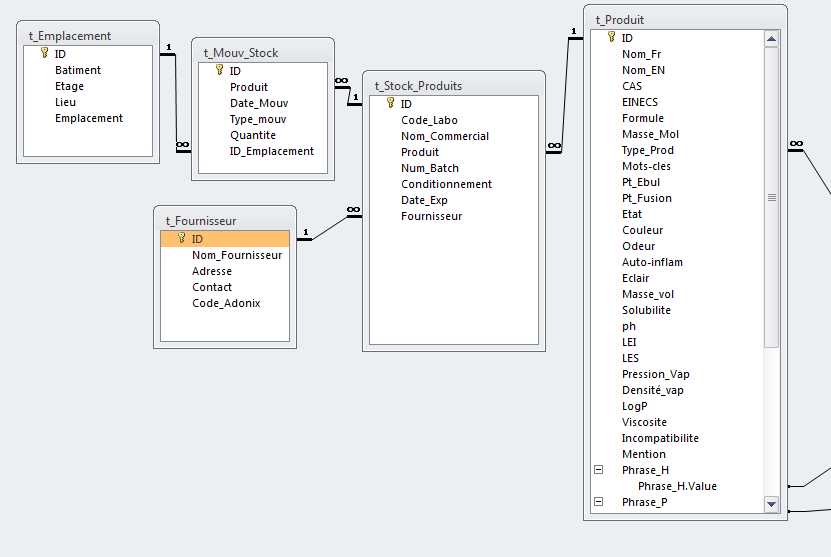 t_Emplacement
ID
Batiment
Etage
Lieu
Emplacement
1
∞
t_Mouv_Stock
ID
Produit
Date_Mouv
Type_mouv
Quantite
ID_Emplacement
∞
1
t_Fournisseur
ID
Nom_Fournisseur
Adresse
Contact
Code_Adonix
1
∞
t_Stock_Produits
ID
Code_Labo
Nom_Commercial
Produit
Num_Batch
Conditionnement
Date_Exp
Fournisseur
∞
1
t_Produit
ID
Nom_Fr
Nom_EN
CAS
EINECS
Formule
Masse_Mol
Type_Prod
Mots-cles
Pt_Ebul
Pt_Fusion
Etat
Couleur
Odeur
Auto-inflam
Eclair
Masse_vol
Solubilite
ph
LEI
LES
Pression_Vap
Densité_vap
LogP
Viscosite
Incompatibilite
Mention
Phrase_H
Phrase_H.Value
Phrase_P
∞